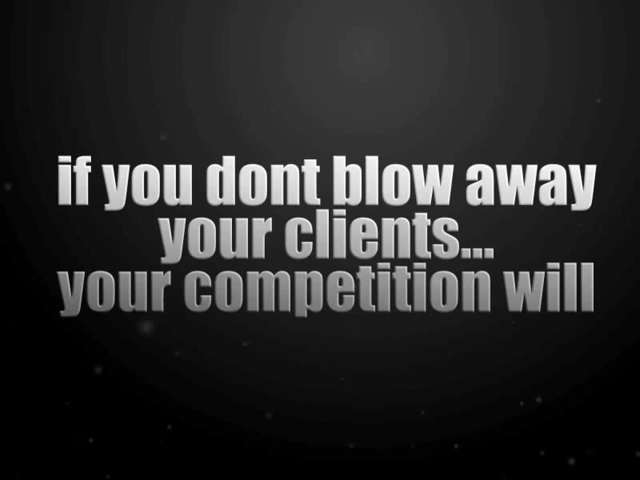 if you dont blow away
your clients...
your competition will